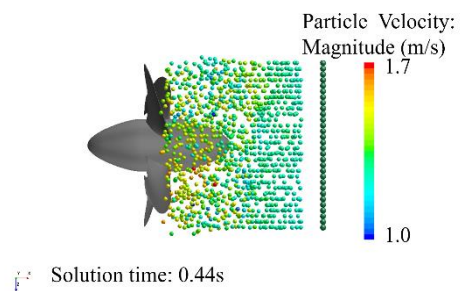 Particle Velocity:
Magnitude (m/s)
1.7
1.0
Solution time: 0.44s